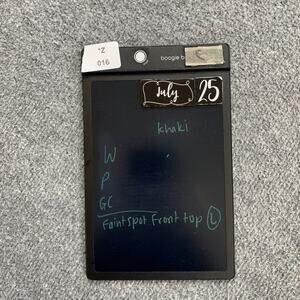 °Z
016
boogie b
July 25
khaki
W
P
GC
Faint spot Front top L